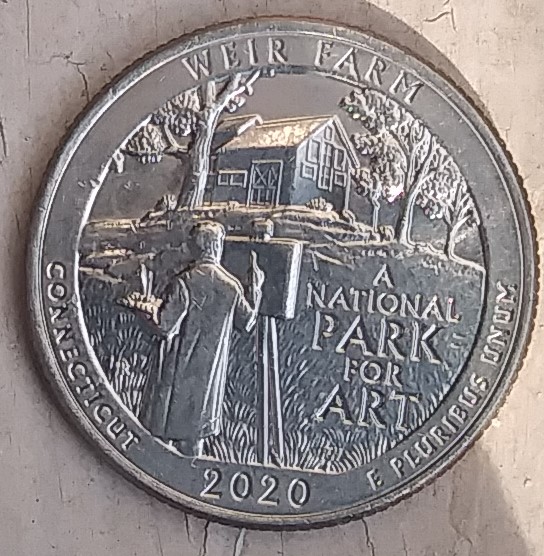 WEIR FARM
A
NATIONAL
PARK
FOR
ART
CONNECTICUT
2020
E PLURIBUS UNUM